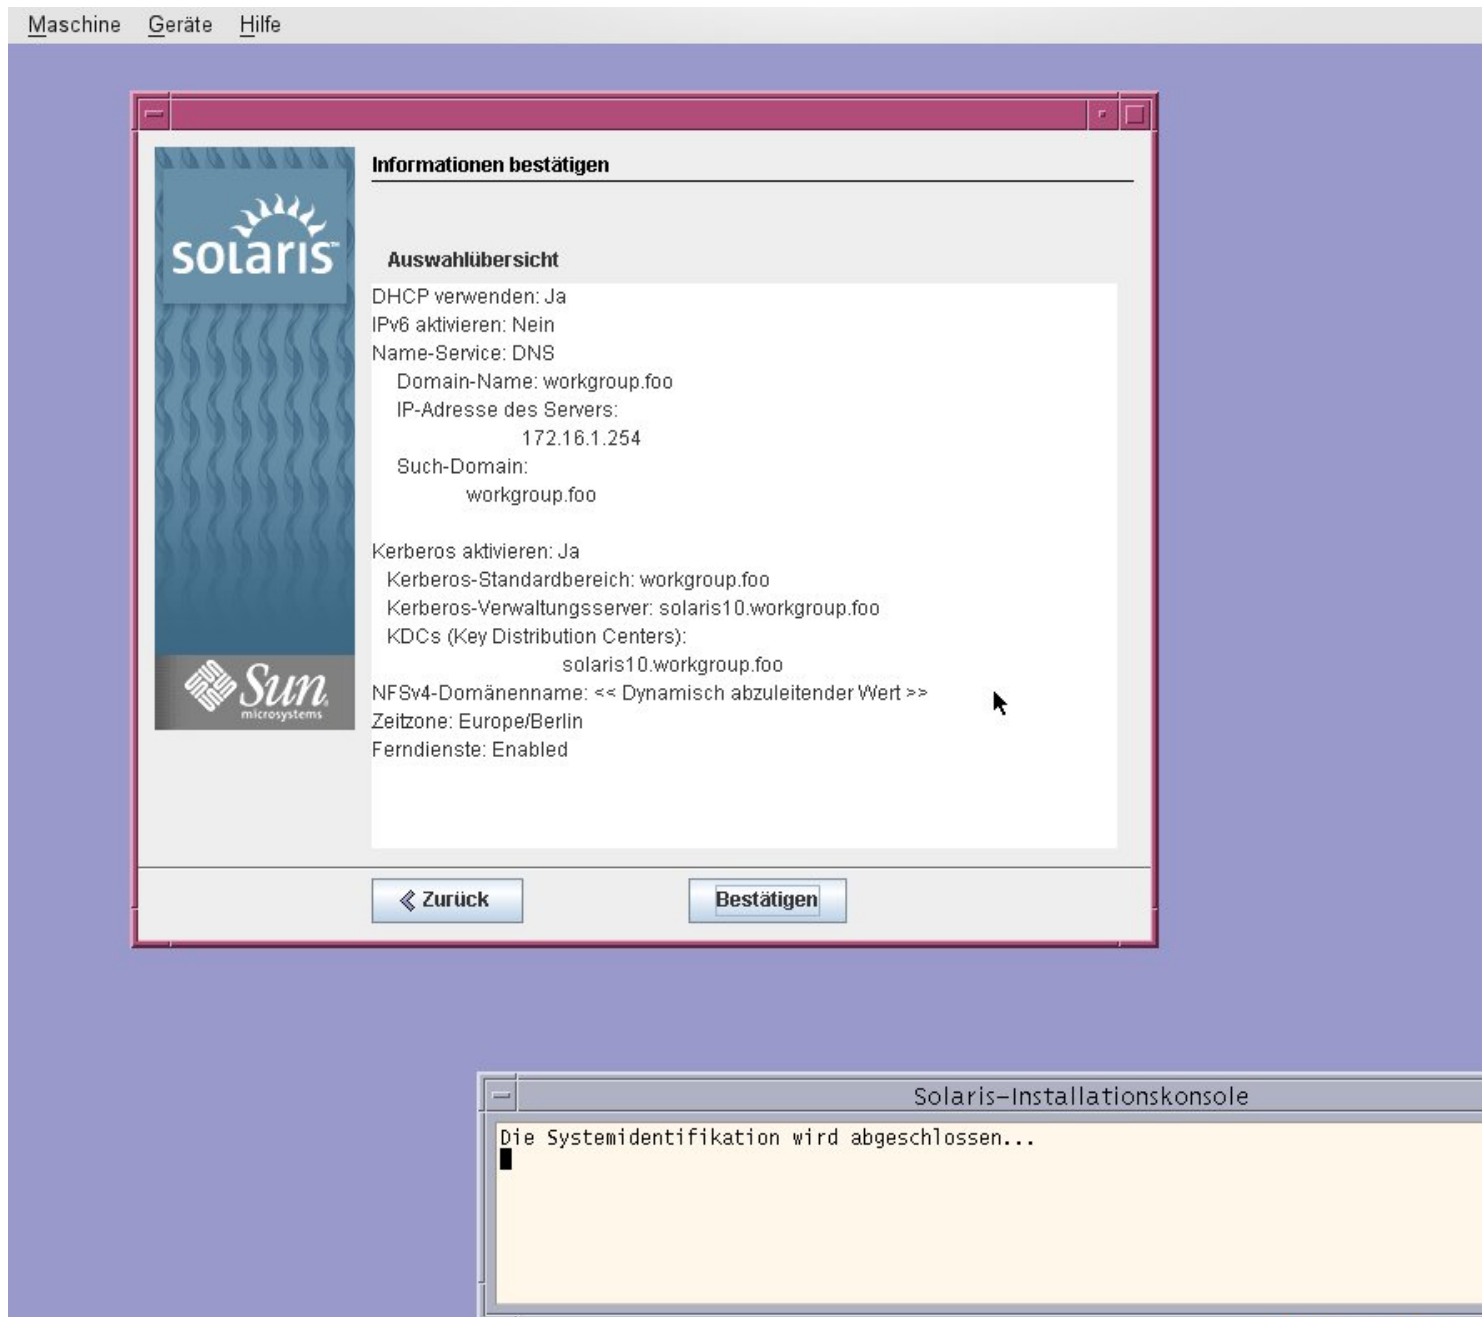 Maschine Geräte Hilfe
Informationen bestätigen
solaris™
Auswahlübersicht
DHCP verwenden: Ja
IPv6 aktivieren: Nein
Name-Service: DNS
Domain-Name: workgroup.foo
IP-Adresse des Servers:
172.16.1.254
Such-Domain:
workgroup.foo
Kerberos aktivieren: Ja
Kerberos-Standardbereich: workgroup.foo
Kerberos-Verwaltungsserver: solaris10.workgroup.foo
KDCs (Key Distribution Centers):
solaris10.workgroup.foo
NFSv4-Domänenname: << Dynamisch abzuleitender Wert >>
Zeitzone: Europe/Berlin
Ferndienste: Enabled
Sun
microsystems
Zurück
Bestätigen
Solaris-Installationskonsole
Die Systemidentifikation wird abgeschlossen...